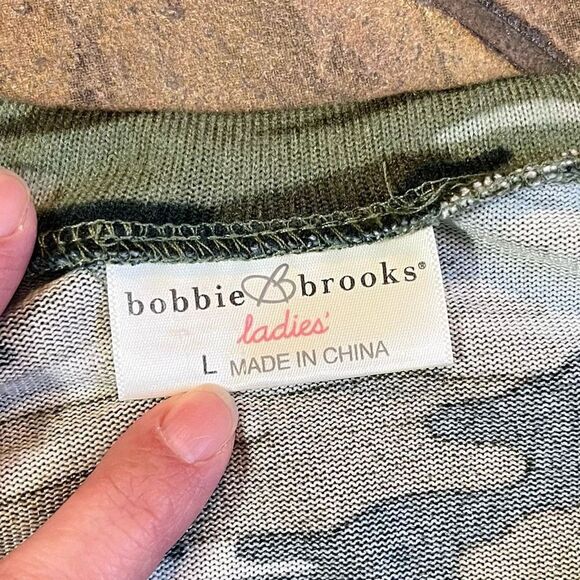 bobbie B brooks®
ladies'
L MADE IN CHINA